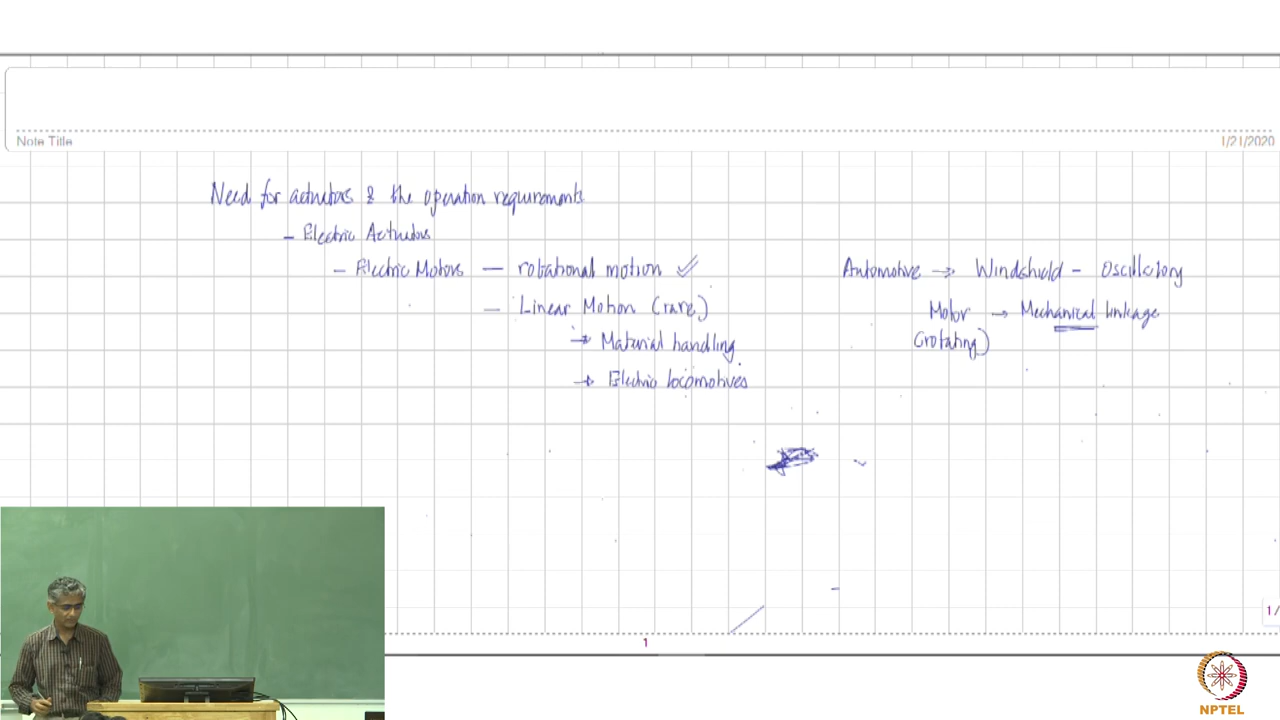 Note Title
1/21/2020
Need for actuators & the operation requirements
- Electric Actuators
- Electric Motors — rotational motion
— Linear Motion (rare)
→ Material handling
→ Electric locomotives
Automotive → Windshield - Oscillatory
Motor → Mechanical linkage
(rotating)
1
1/
NPTEL